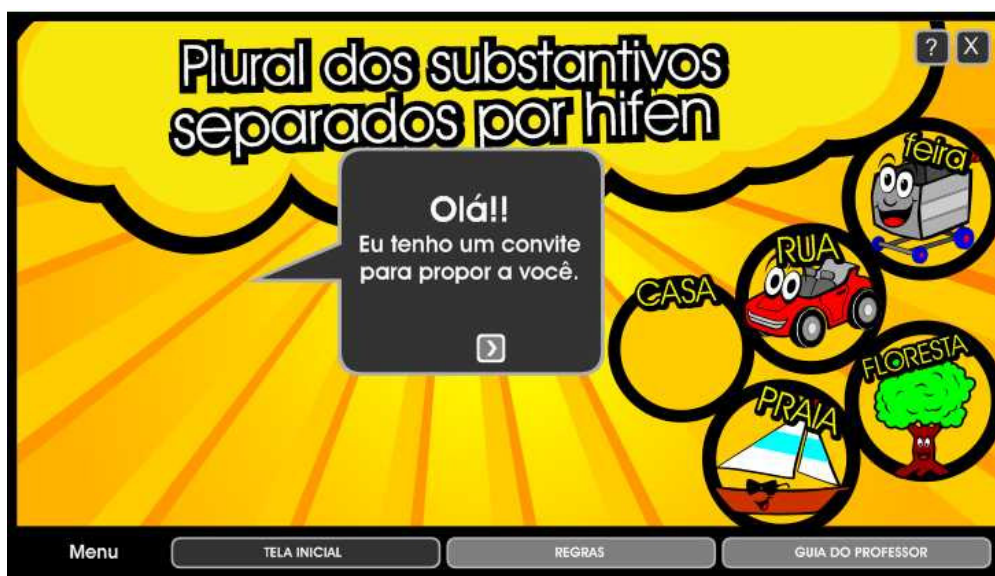 Plural dos substantivos
separados por hifen
? X
Olá!!
Eu tenho um convite
para propor a você.
feira
RUA
CASA
FLORESTA
PRAIA
Menu
TELA INICIAL
REGRAS
GUIA DO PROFESSOR